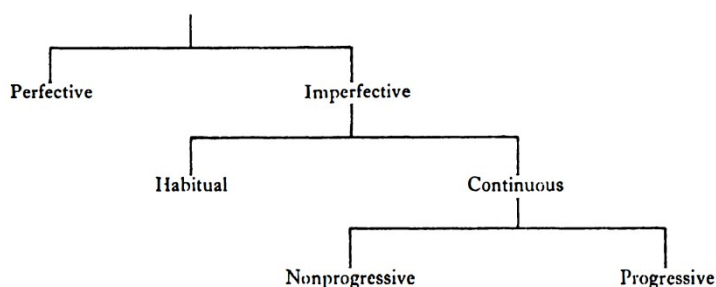 Perfective Imperfective
Habitual Continuous
Nonprogressive Progressive